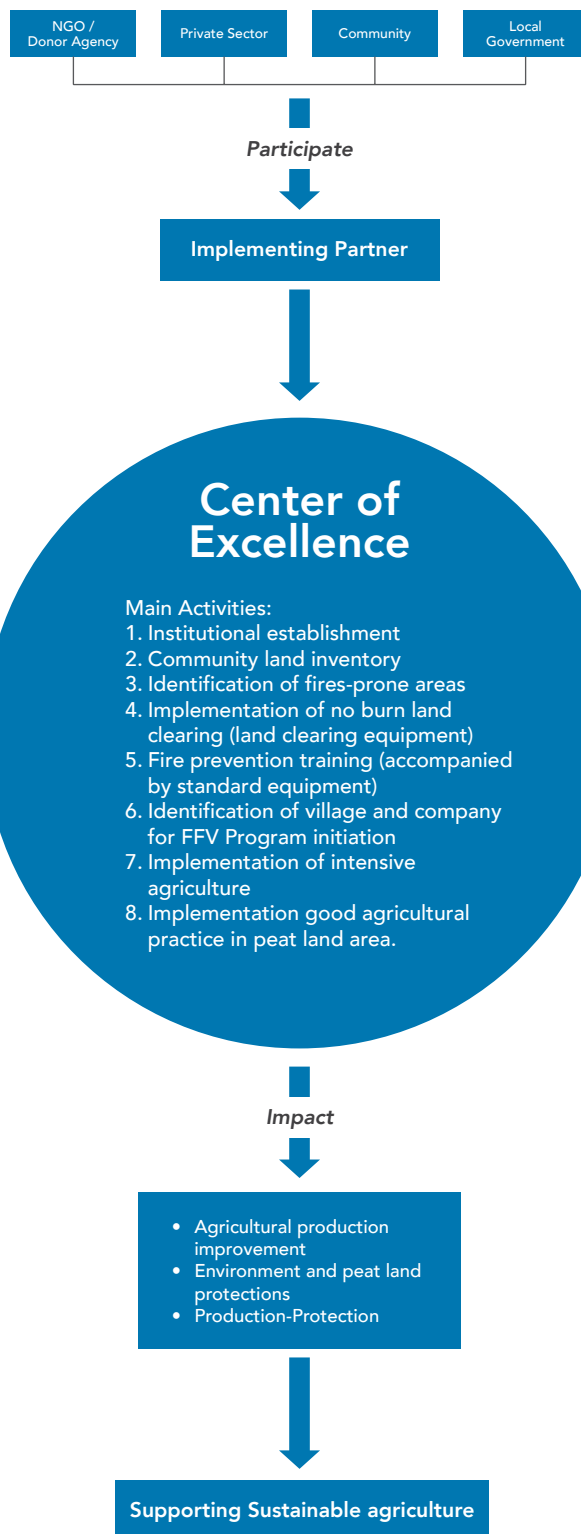 NGO /
Donor Agency
Private Sector
Community
Local
Government
Participate
Implementing Partner
Center of
Excellence
Main Activities:
1. Institutional establishment
2. Community land inventory
3. Identification of fires-prone areas
4. Implementation of no burn land
clearing (land clearing equipment)
5. Fire prevention training (accompanied
by standard equipment)
6. Identification of village and company
for FFV Program initiation
7. Implementation of intensive
agriculture
8. Implementation good agricultural
practice in peat land area.
Impact
• Agricultural production
improvement
• Environment and peat land
protections
• Production-Protection
Supporting Sustainable agriculture